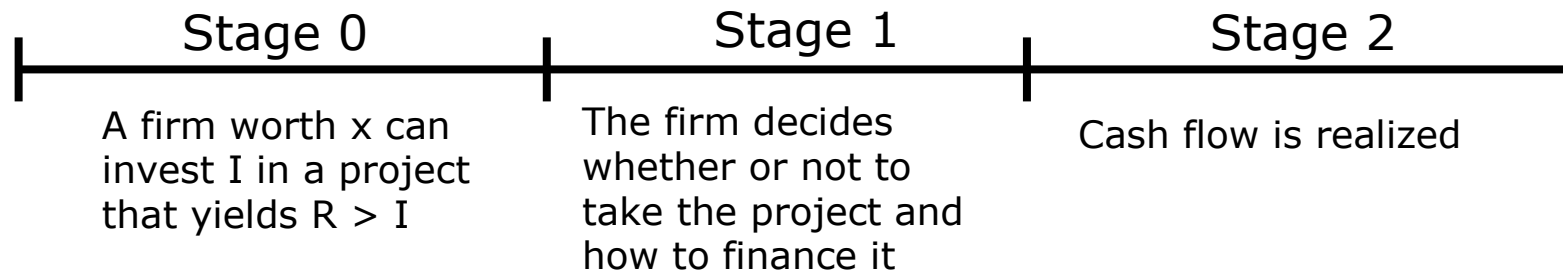 Stage 0
Stage 1
Stage 2
A firm worth x can
invest I in a project
that yields R > I
The firm decides
whether or not to
take the project and
how to finance it
Cash flow is realized